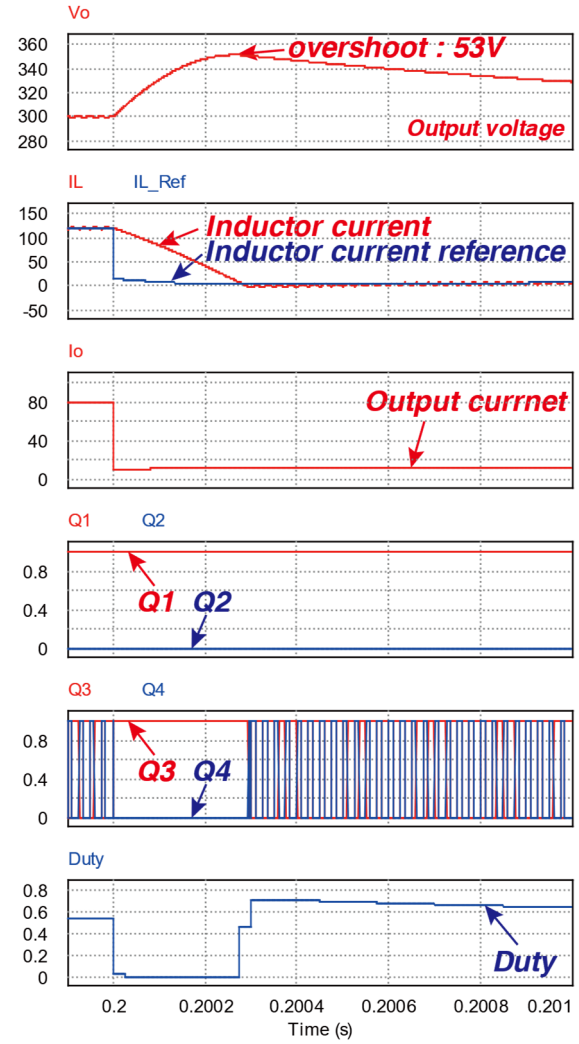 Vo
360
340
320
300
280
overshoot : 53V
Output voltage
IL IL_Ref
150
100
50
0
-50
Inductor current
Inductor current reference
Io
80
40
0
Output currnet
Q1 Q2
0.8
0.4
0
Q1 Q2
Q3 Q4
0.8
0.4
0
Q3 Q4
Duty
0.8
0.6
0.4
0.2
0
Duty
0.2 0.2002 0.2004 0.2006 0.2008 0.201
Time (s)